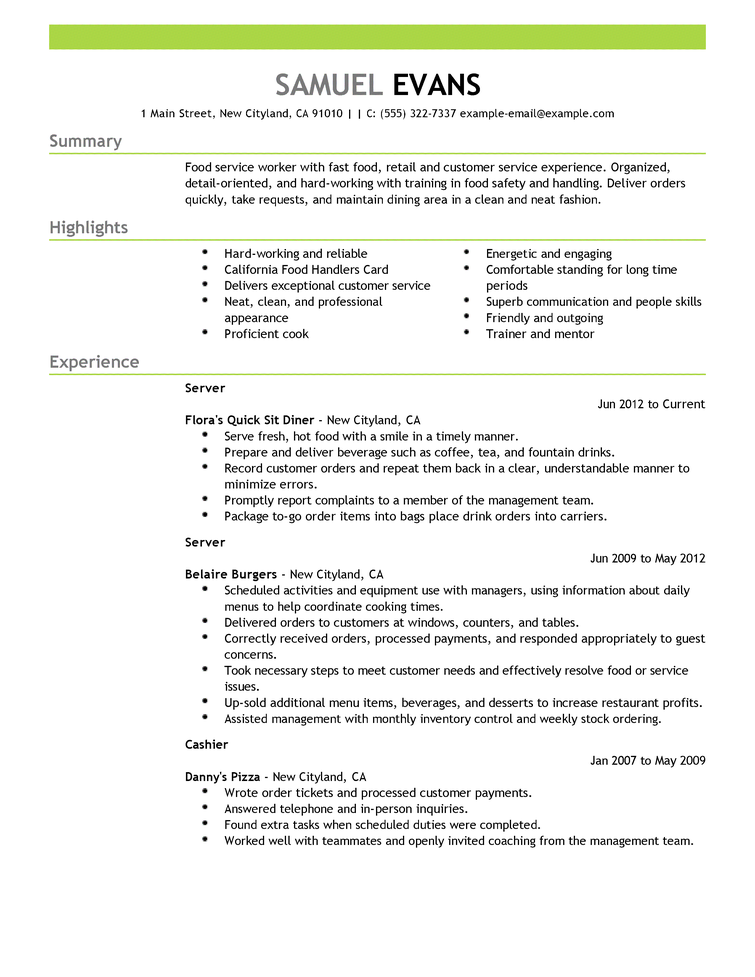 SAMUEL EVANS
1 Main Street, New Cityland, CA 91010 | | C: (555) 322-7337 example-email@example.com
Summary
Food service worker with fast food, retail and customer service experience. Organized,
detail-oriented, and hard-working with training in food safety and handling. Deliver orders
quickly, take requests, and maintain dining area in a clean and neat fashion.
Highlights
• Hard-working and reliable
• California Food Handlers Card
• Delivers exceptional customer service
• Neat, clean, and professional
appearance
• Proficient cook
• Energetic and engaging
• Comfortable standing for long time
periods
• Superb communication and people skills
• Friendly and outgoing
• Trainer and mentor
Experience
Server
Jun 2012 to Current
Flora's Quick Sit Diner - New Cityland, CA
• Serve fresh, hot food with a smile in a timely manner.
• Prepare and deliver beverage such as coffee, tea, and fountain drinks.
• Record customer orders and repeat them back in a clear, understandable manner to
minimize errors.
• Promptly report complaints to a member of the management team.
• Package to-go order items into bags place drink orders into carriers.
Server
Jun 2009 to May 2012
Belaire Burgers - New Cityland, CA
• Scheduled activities and equipment use with managers, using information about daily
menus to help coordinate cooking times.
• Delivered orders to customers at windows, counters, and tables.
• Correctly received orders, processed payments, and responded appropriately to guest
concerns.
• Took necessary steps to meet customer needs and effectively resolve food or service
issues.
• Up-sold additional menu items, beverages, and desserts to increase restaurant profits.
• Assisted management with monthly inventory control and weekly stock ordering.
Cashier
Jan 2007 to May 2009
Danny's Pizza - New Cityland, CA
• Wrote order tickets and processed customer payments.
• Answered telephone and in-person inquiries.
• Found extra tasks when scheduled duties were completed.
• Worked well with teammates and openly invited coaching from the management team.